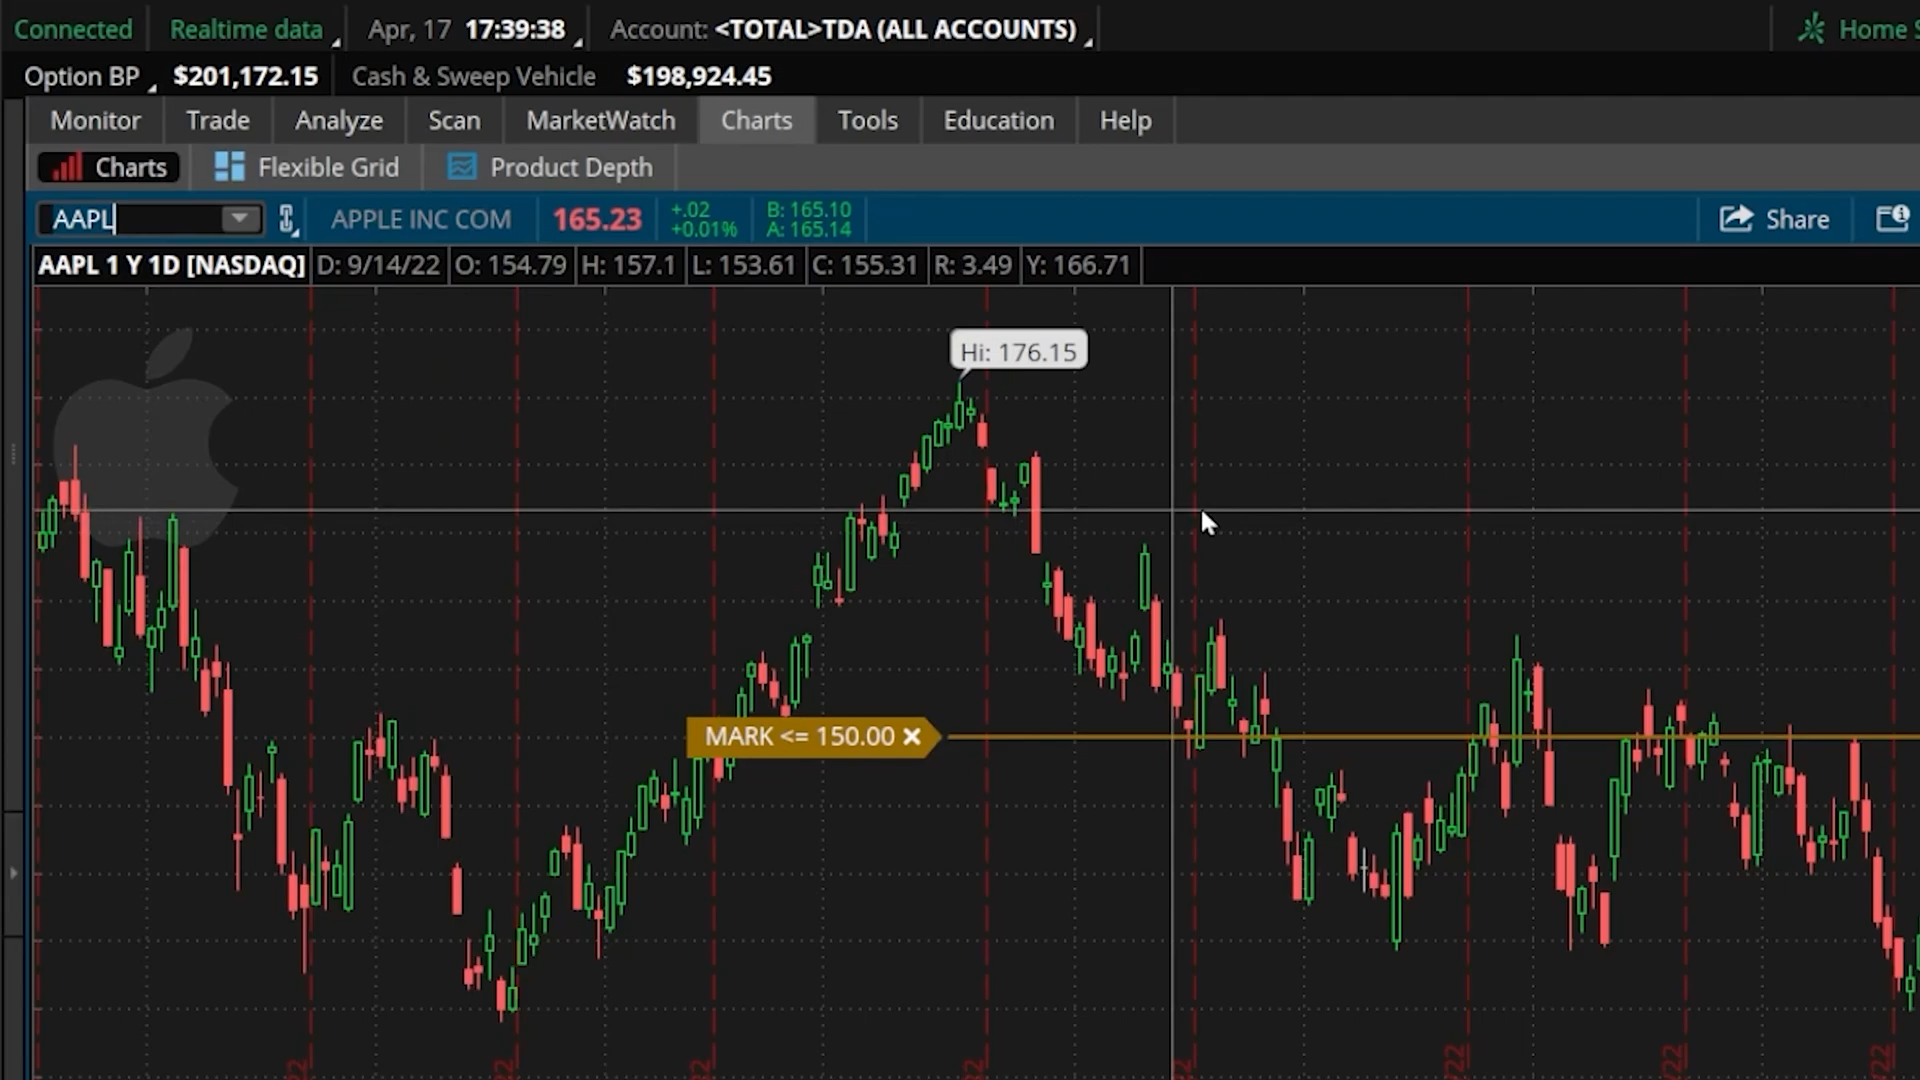 Connected Realtime data Apr, 17 17:39:38 Account: <TOTAL>TDA (ALL ACCOUNTS) Home
Option BP $201,172.15 Cash & Sweep Vehicle $198,924.45
Monitor Trade Analyze Scan MarketWatch Charts Tools Education Help
Charts Flexible Grid Product Depth
AAPL APPLE INC COM 165.23 +.02 +0.01% B: 165.10 A: 165.14 Share
AAPL 1 Y 1D [NASDAQ] D: 9/14/22 O: 154.79 H: 157.1 L: 153.61 C: 155.31 R: 3.49 Y: 166.71
Hi: 176.15
MARK <= 150.00